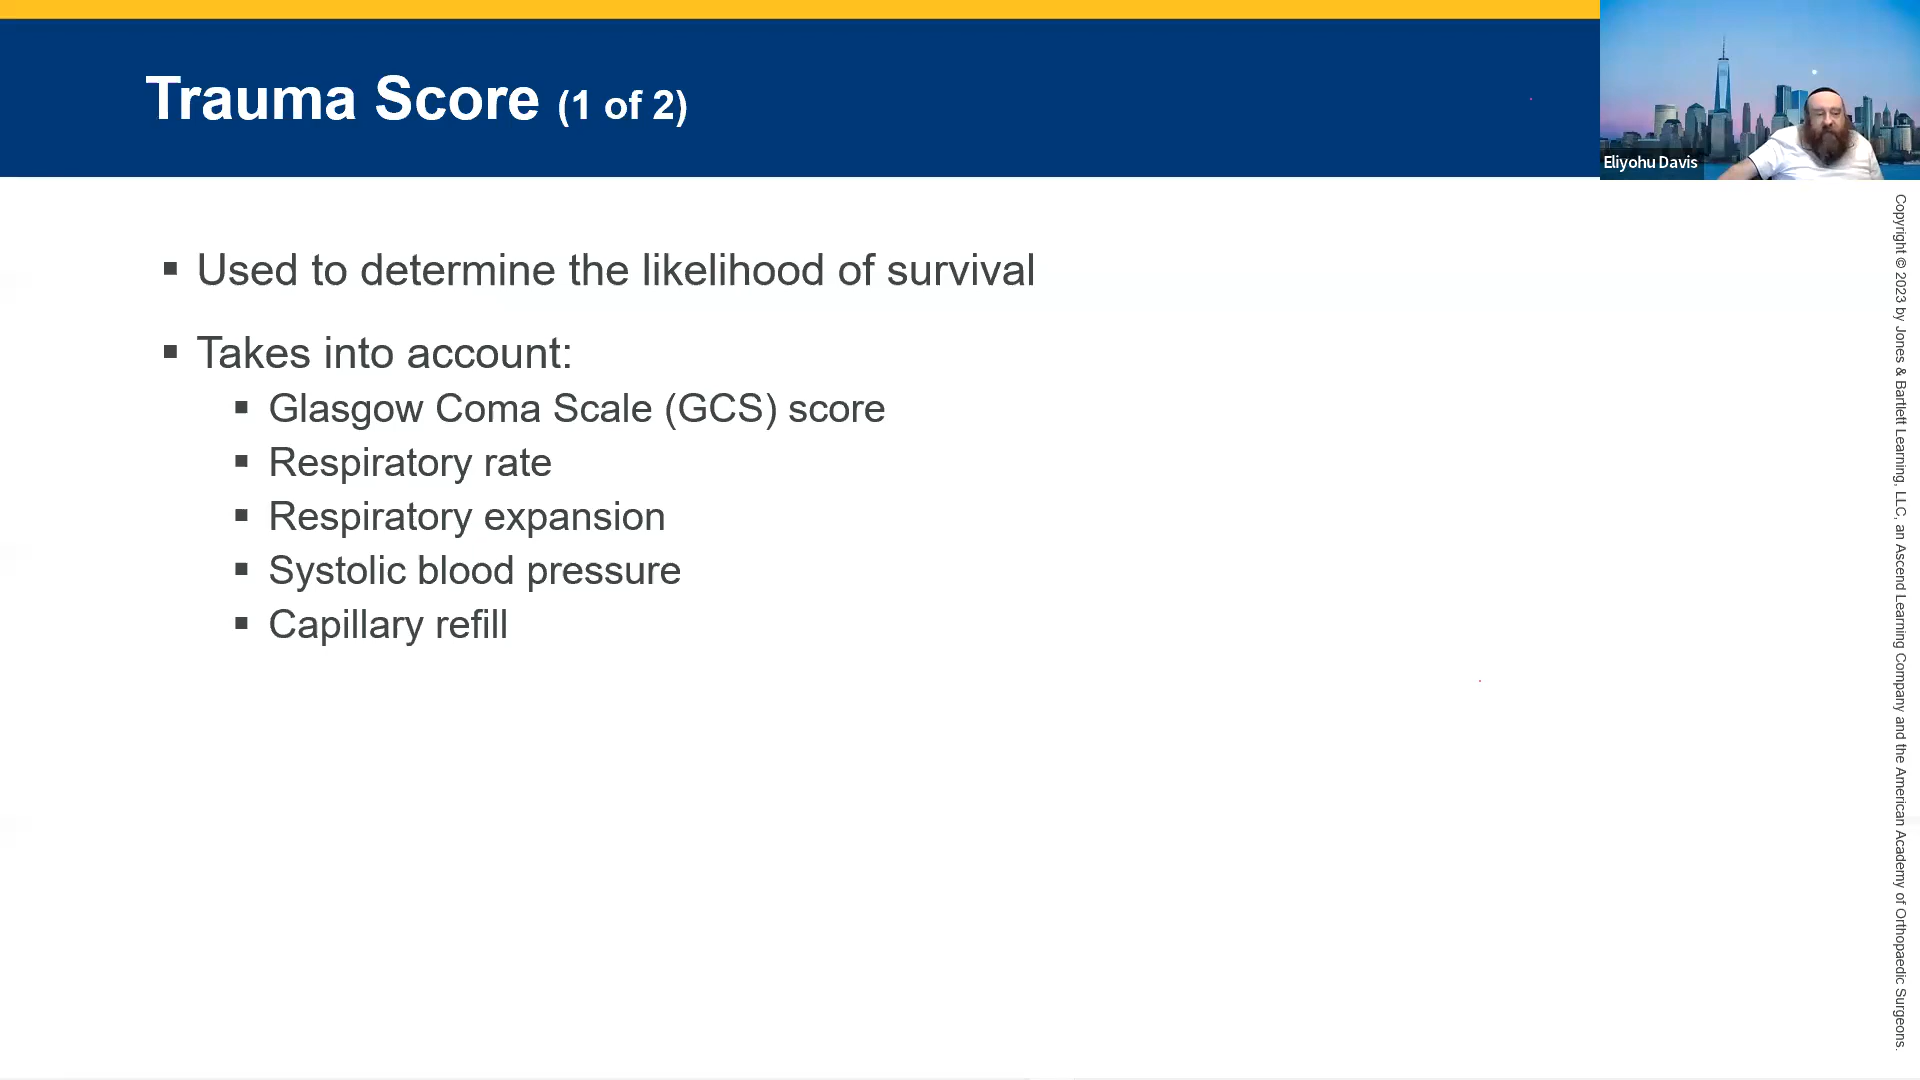 Trauma Score (1 of 2)
Eliyohu Davis
▪ Used to determine the likelihood of survival
▪ Takes into account:
▪ Glasgow Coma Scale (GCS) score
▪ Respiratory rate
▪ Respiratory expansion
▪ Systolic blood pressure
▪ Capillary refill
Copyright © 2023 by Jones & Bartlett Learning, LLC, an Ascend Learning Company and the American Academy of Orthopaedic Surgeons.